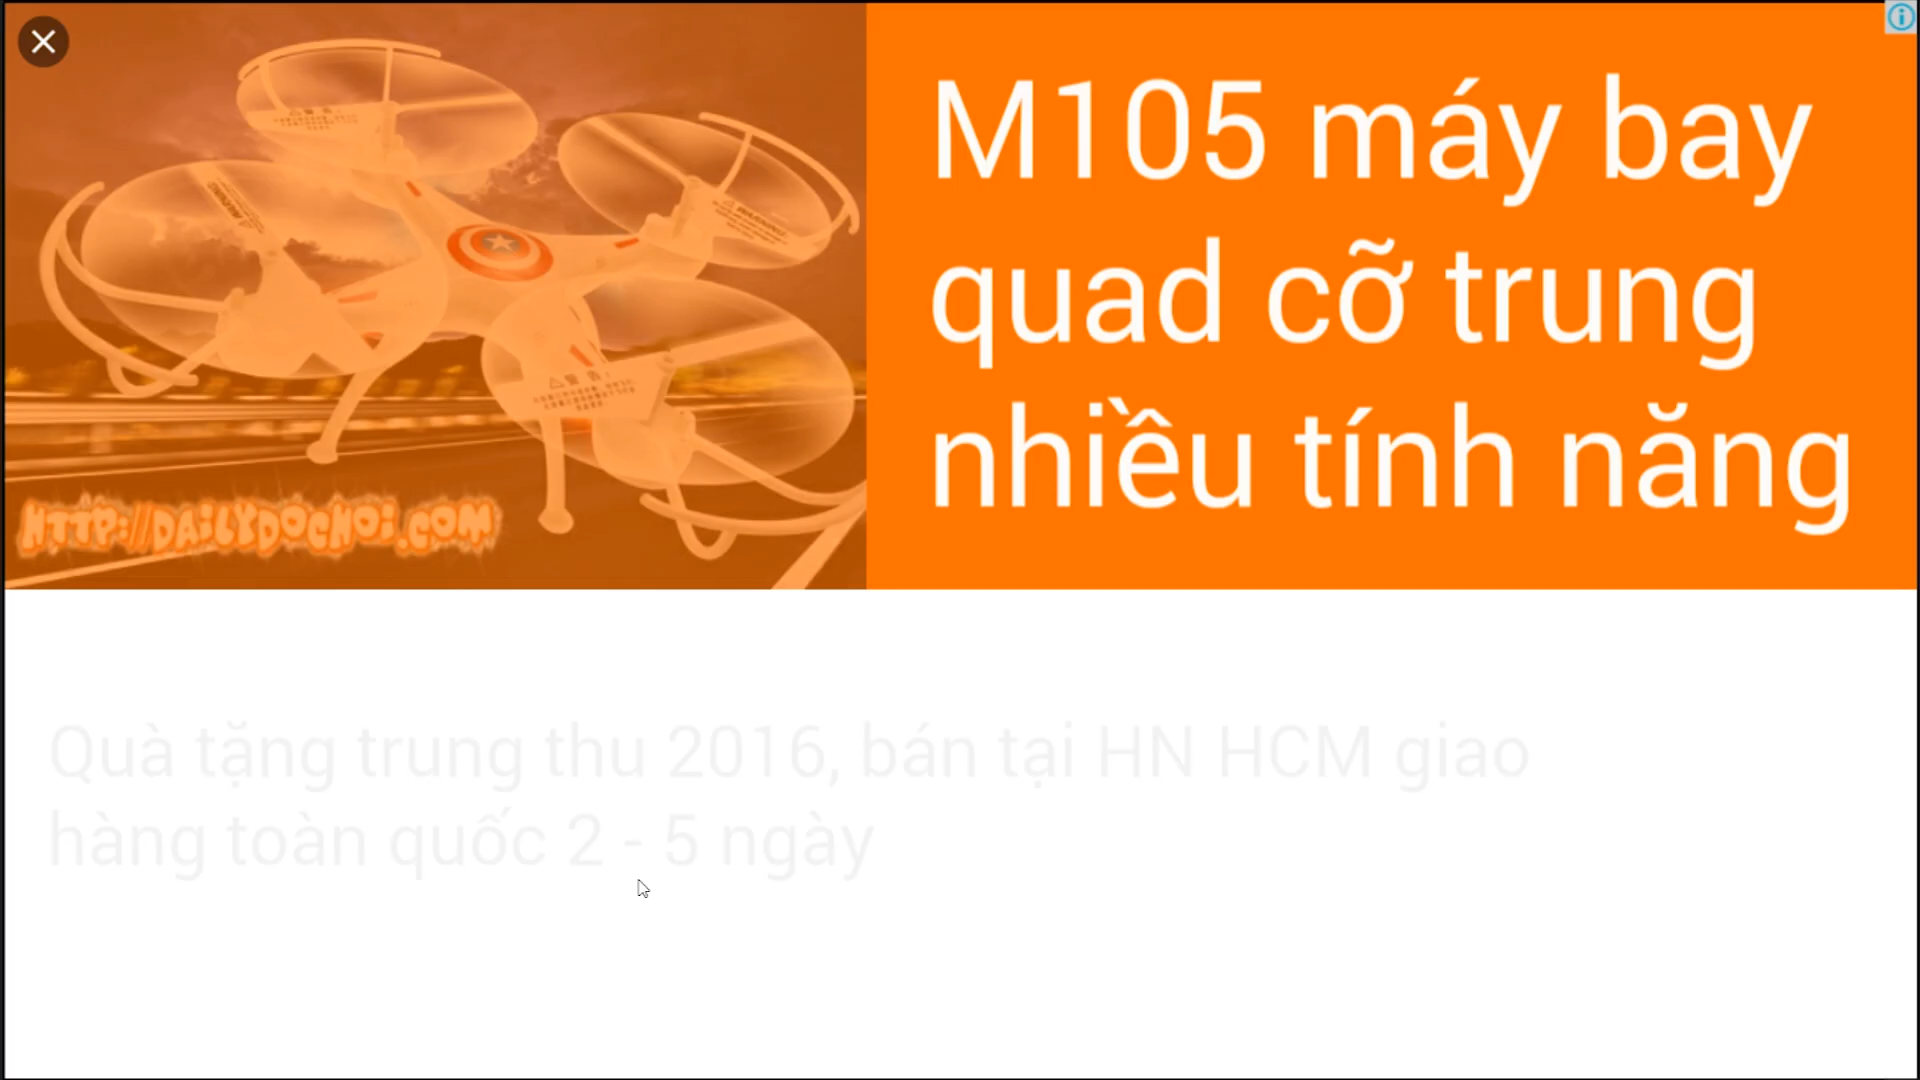 M105 máy bay
quad cỡ trung
nhiều tính năng
HTTP://DAILYDOCHOI.COM
WARNING
Quà tặng trung thu 2016, bán tại HN HCM giao
hàng toàn quốc 2 - 5 ngày